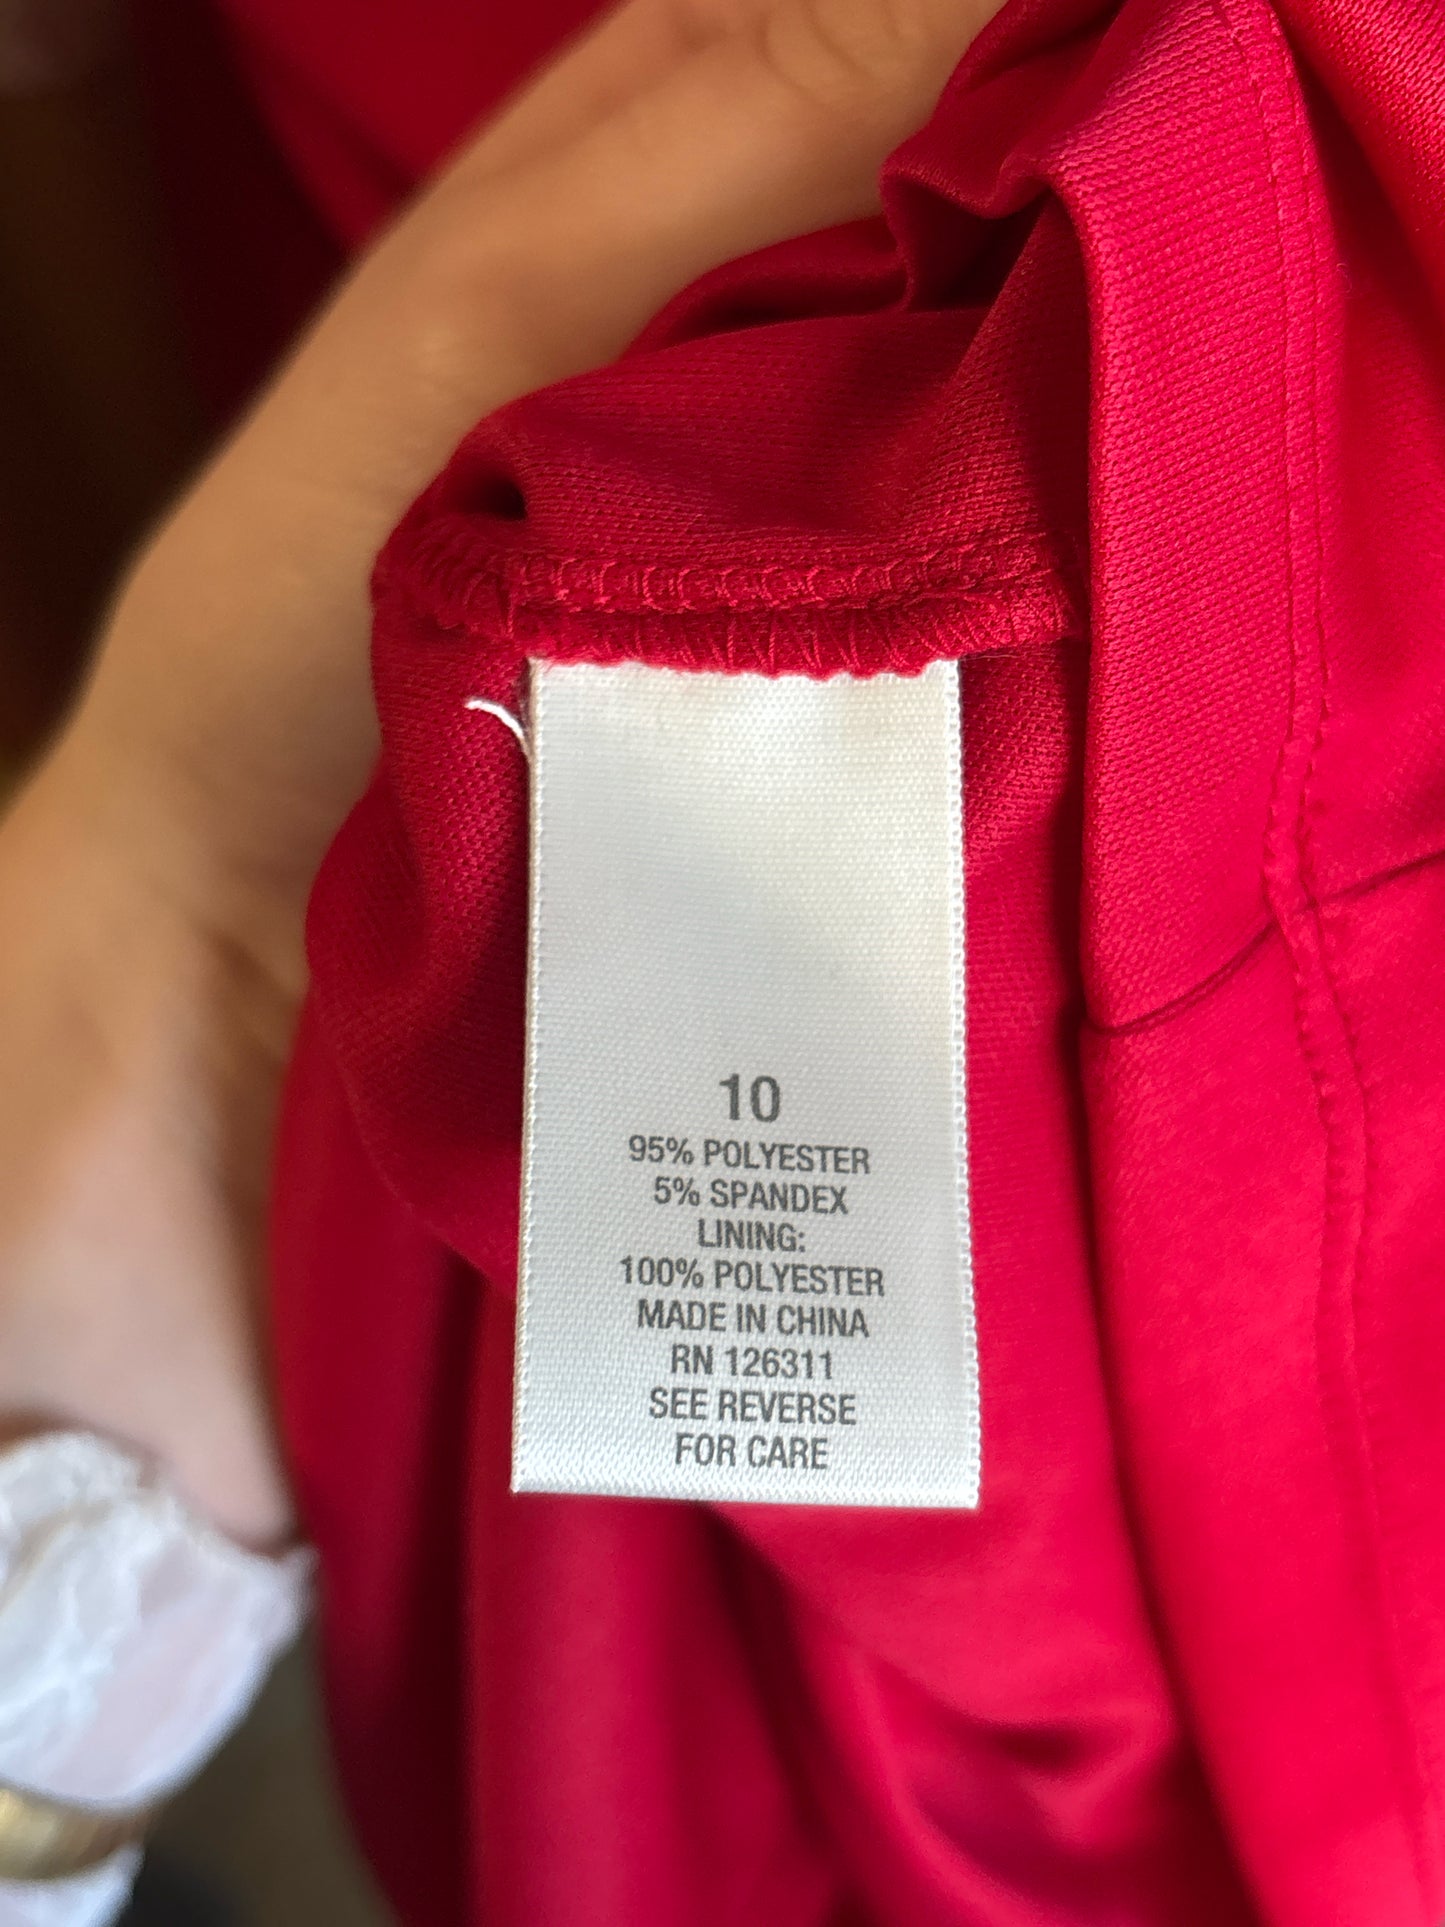 10
95% POLYESTER
5% SPANDEX
LINING:
100% POLYESTER
MADE IN CHINA
RN 126311
SEE REVERSE
FOR CARE